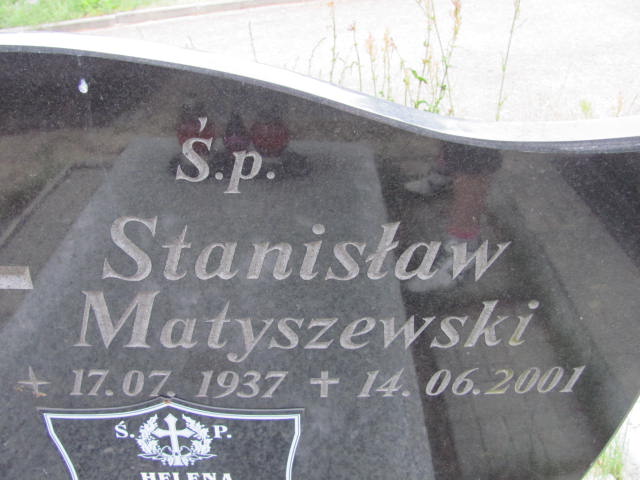 Ś.p.
Stanisław
Matyszewski
* 17.07. 1937 † 14.06.2001
Ś. P.
HELENA